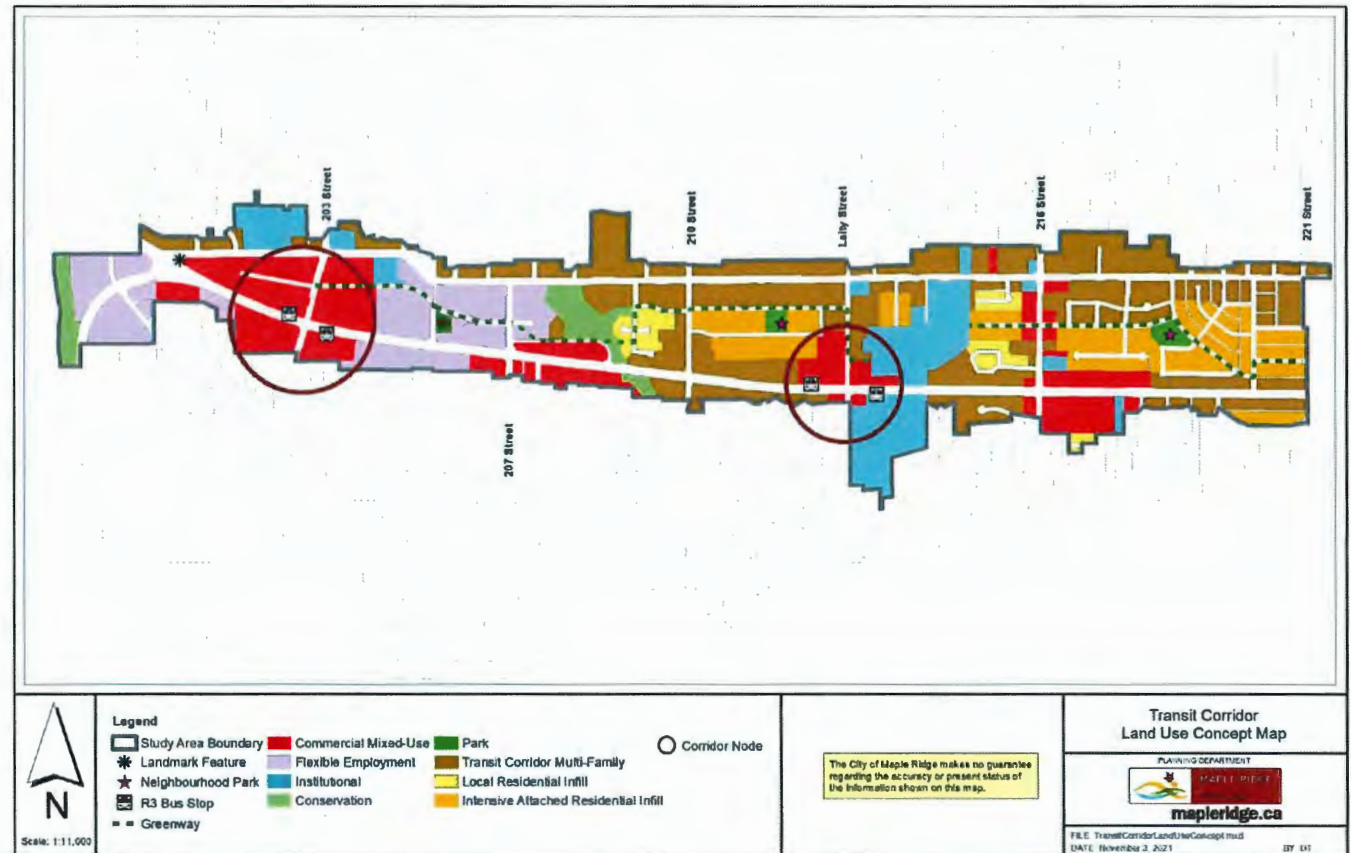 203 Street
210 Street
Laity Street
216 Street
221 Street
207 Street
N
Scale: 1:11,000
Legend
Study Area Boundary
Landmark Feature
Neighbourhood Park
R3 Bus Stop
Greenway
Commercial Mixed-Use
Flexible Employment
Institutional
Conservation
Park
Transit Corridor Multi-Family
Local Residential Infill
Intensive Attached Residential Infill
Corridor Node
The City of Maple Ridge makes no guarantee
regarding the accuracy or present status of
the information shown on this map.
Transit Corridor
Land Use Concept Map
PLANNING DEPARTMENT
MAPLE RIDGE
mapleridge.ca
FILE: TransitCorridorLandUseConcept.mxd
DATE: November 3, 2021
BY: DT